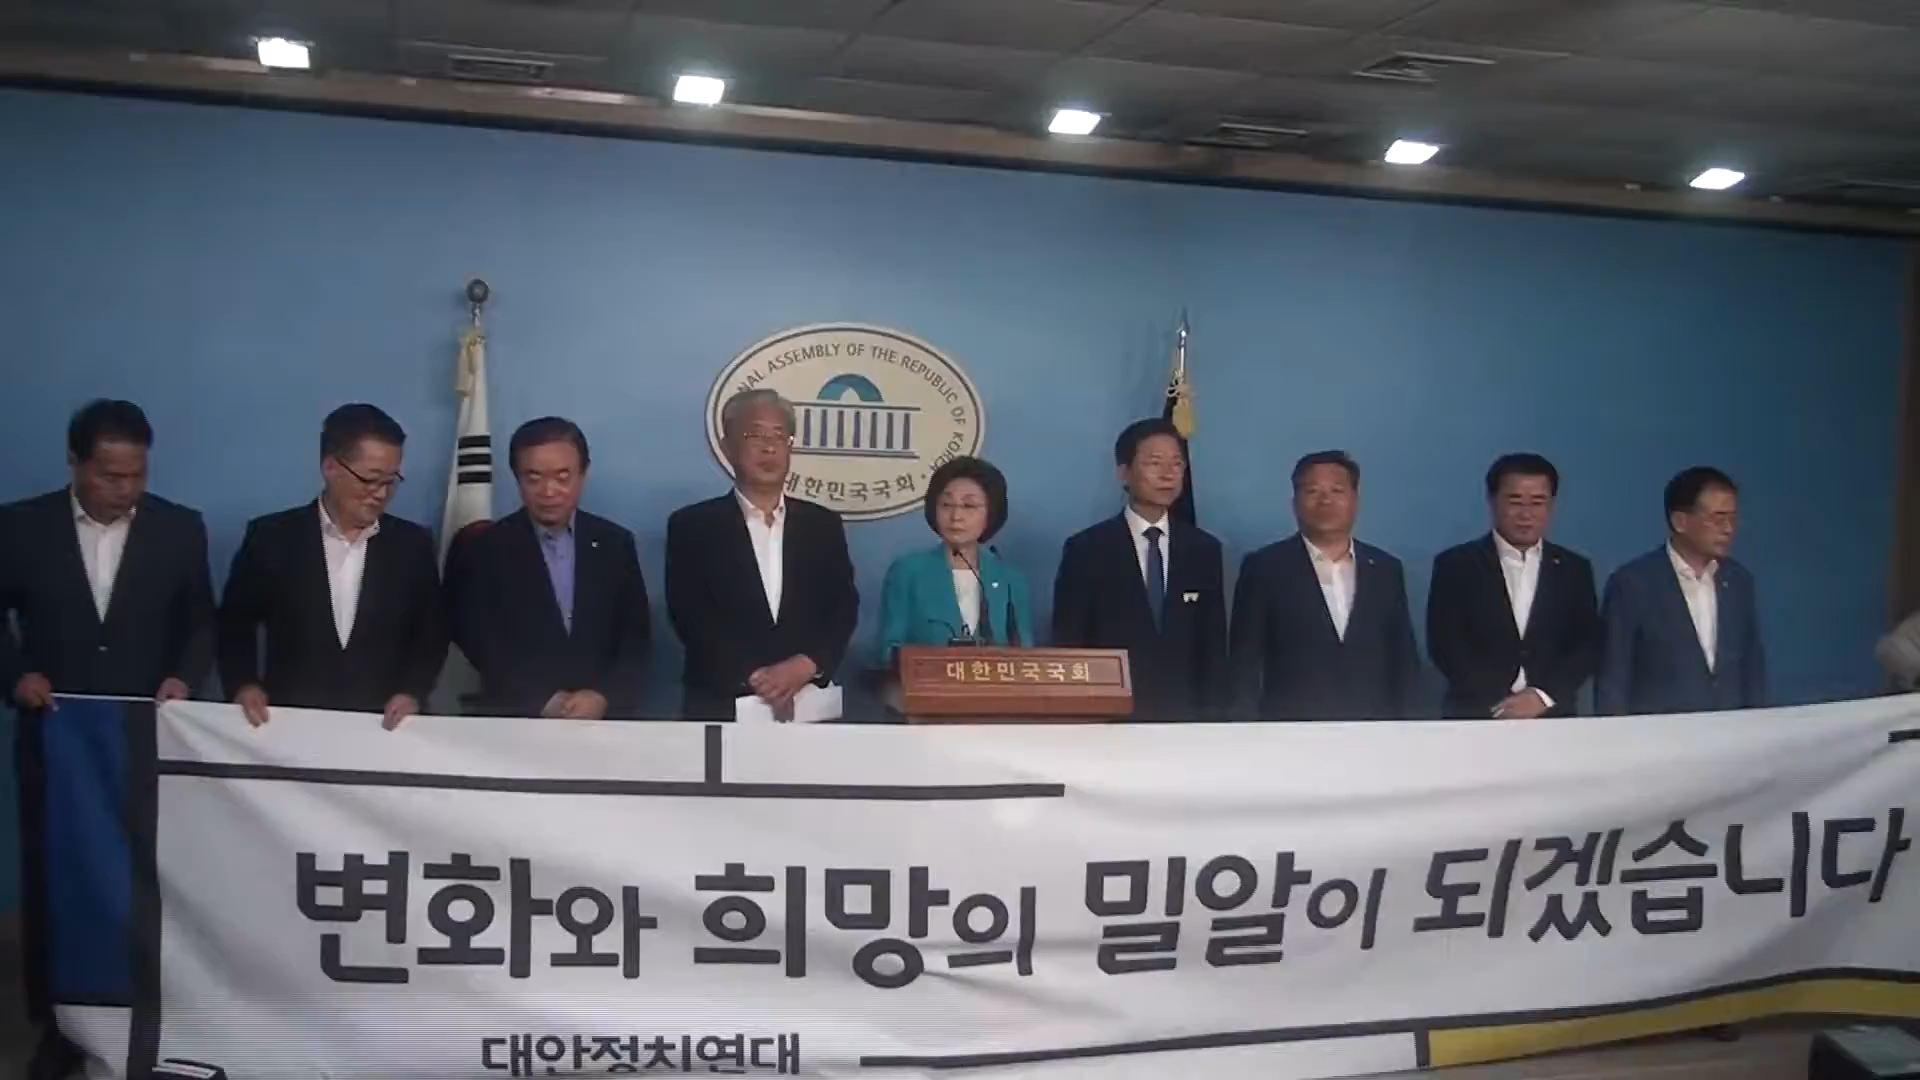 NAL ASSEMBLY OF THE REPUBLIC OF KOREA
대한민국국회
대한민국국회
변화와 희망의 밀알이 되겠습니다
대안정치연대